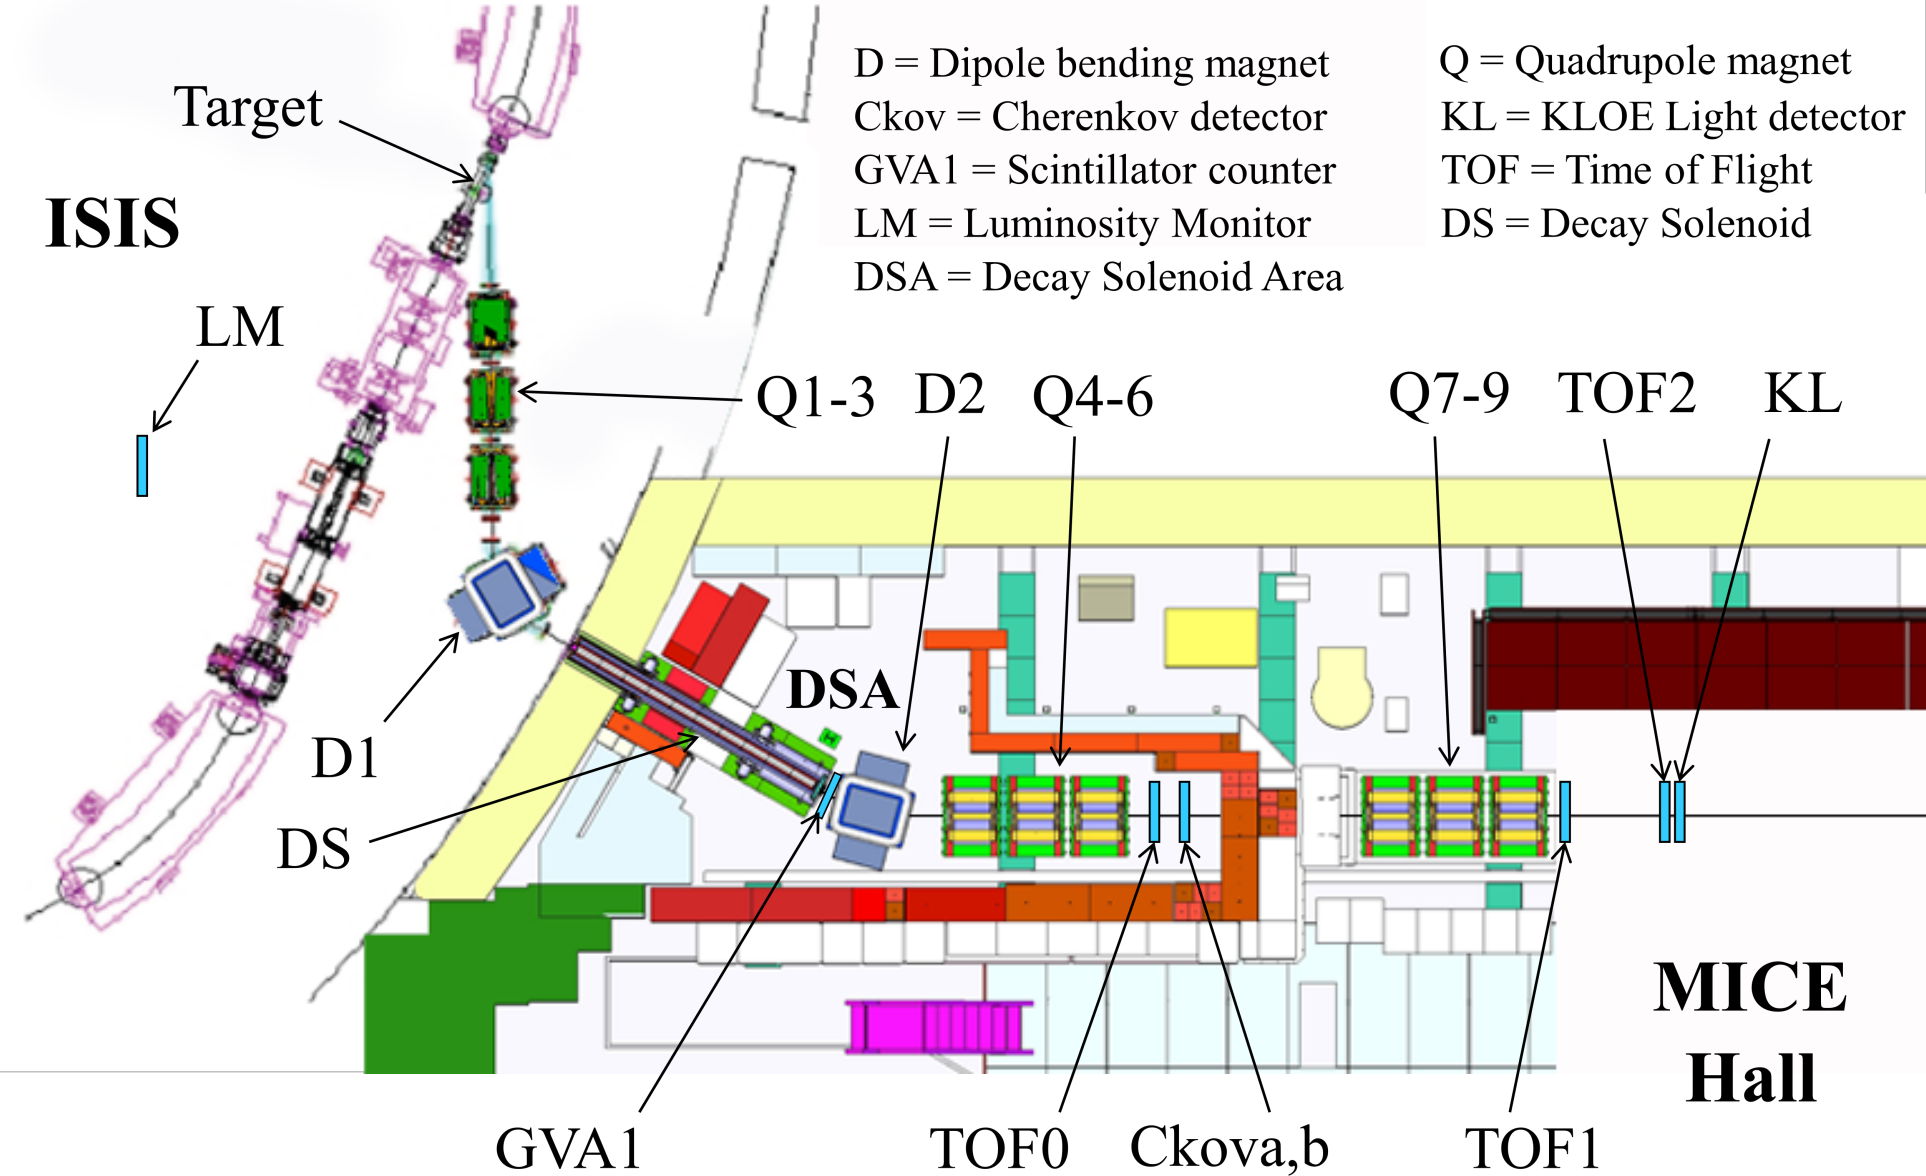 D = Dipole bending magnet
Ckov = Cherenkov detector
GVA1 = Scintillator counter
LM = Luminosity Monitor
DSA = Decay Solenoid Area
Q = Quadrupole magnet
KL = KLOE Light detector
TOF = Time of Flight
DS = Decay Solenoid
Target
ISIS
LM
Q1-3
D2
Q4-6
Q7-9
TOF2
KL
DSA
D1
DS
MICE
Hall
GVA1
TOF0
Ckova,b
TOF1